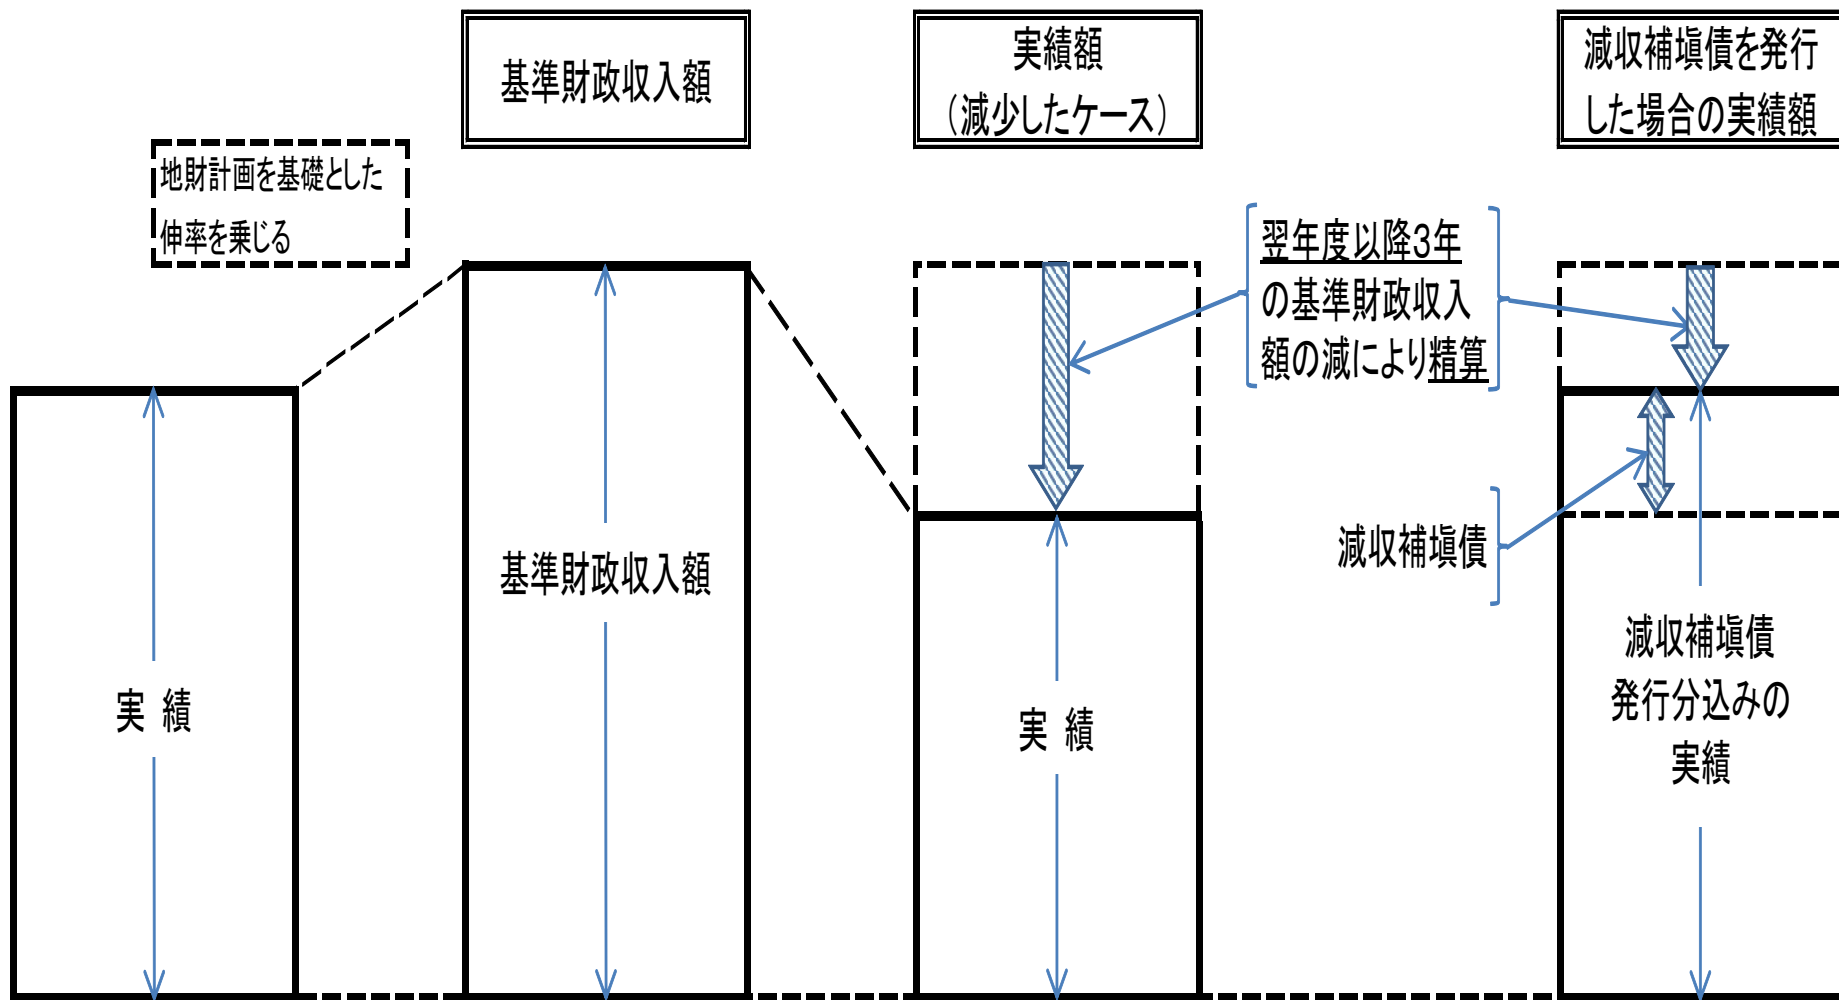 基準財政収入額
実績額
（減少したケース）
減収補塡債を発行
した場合の実績額
地財計画を基礎とした
伸率を乗じる
翌年度以降3年
の基準財政収入
額の減により精算
実 績
基準財政収入額
実 績
減収補塡債
減収補塡債
発行分込みの
実績